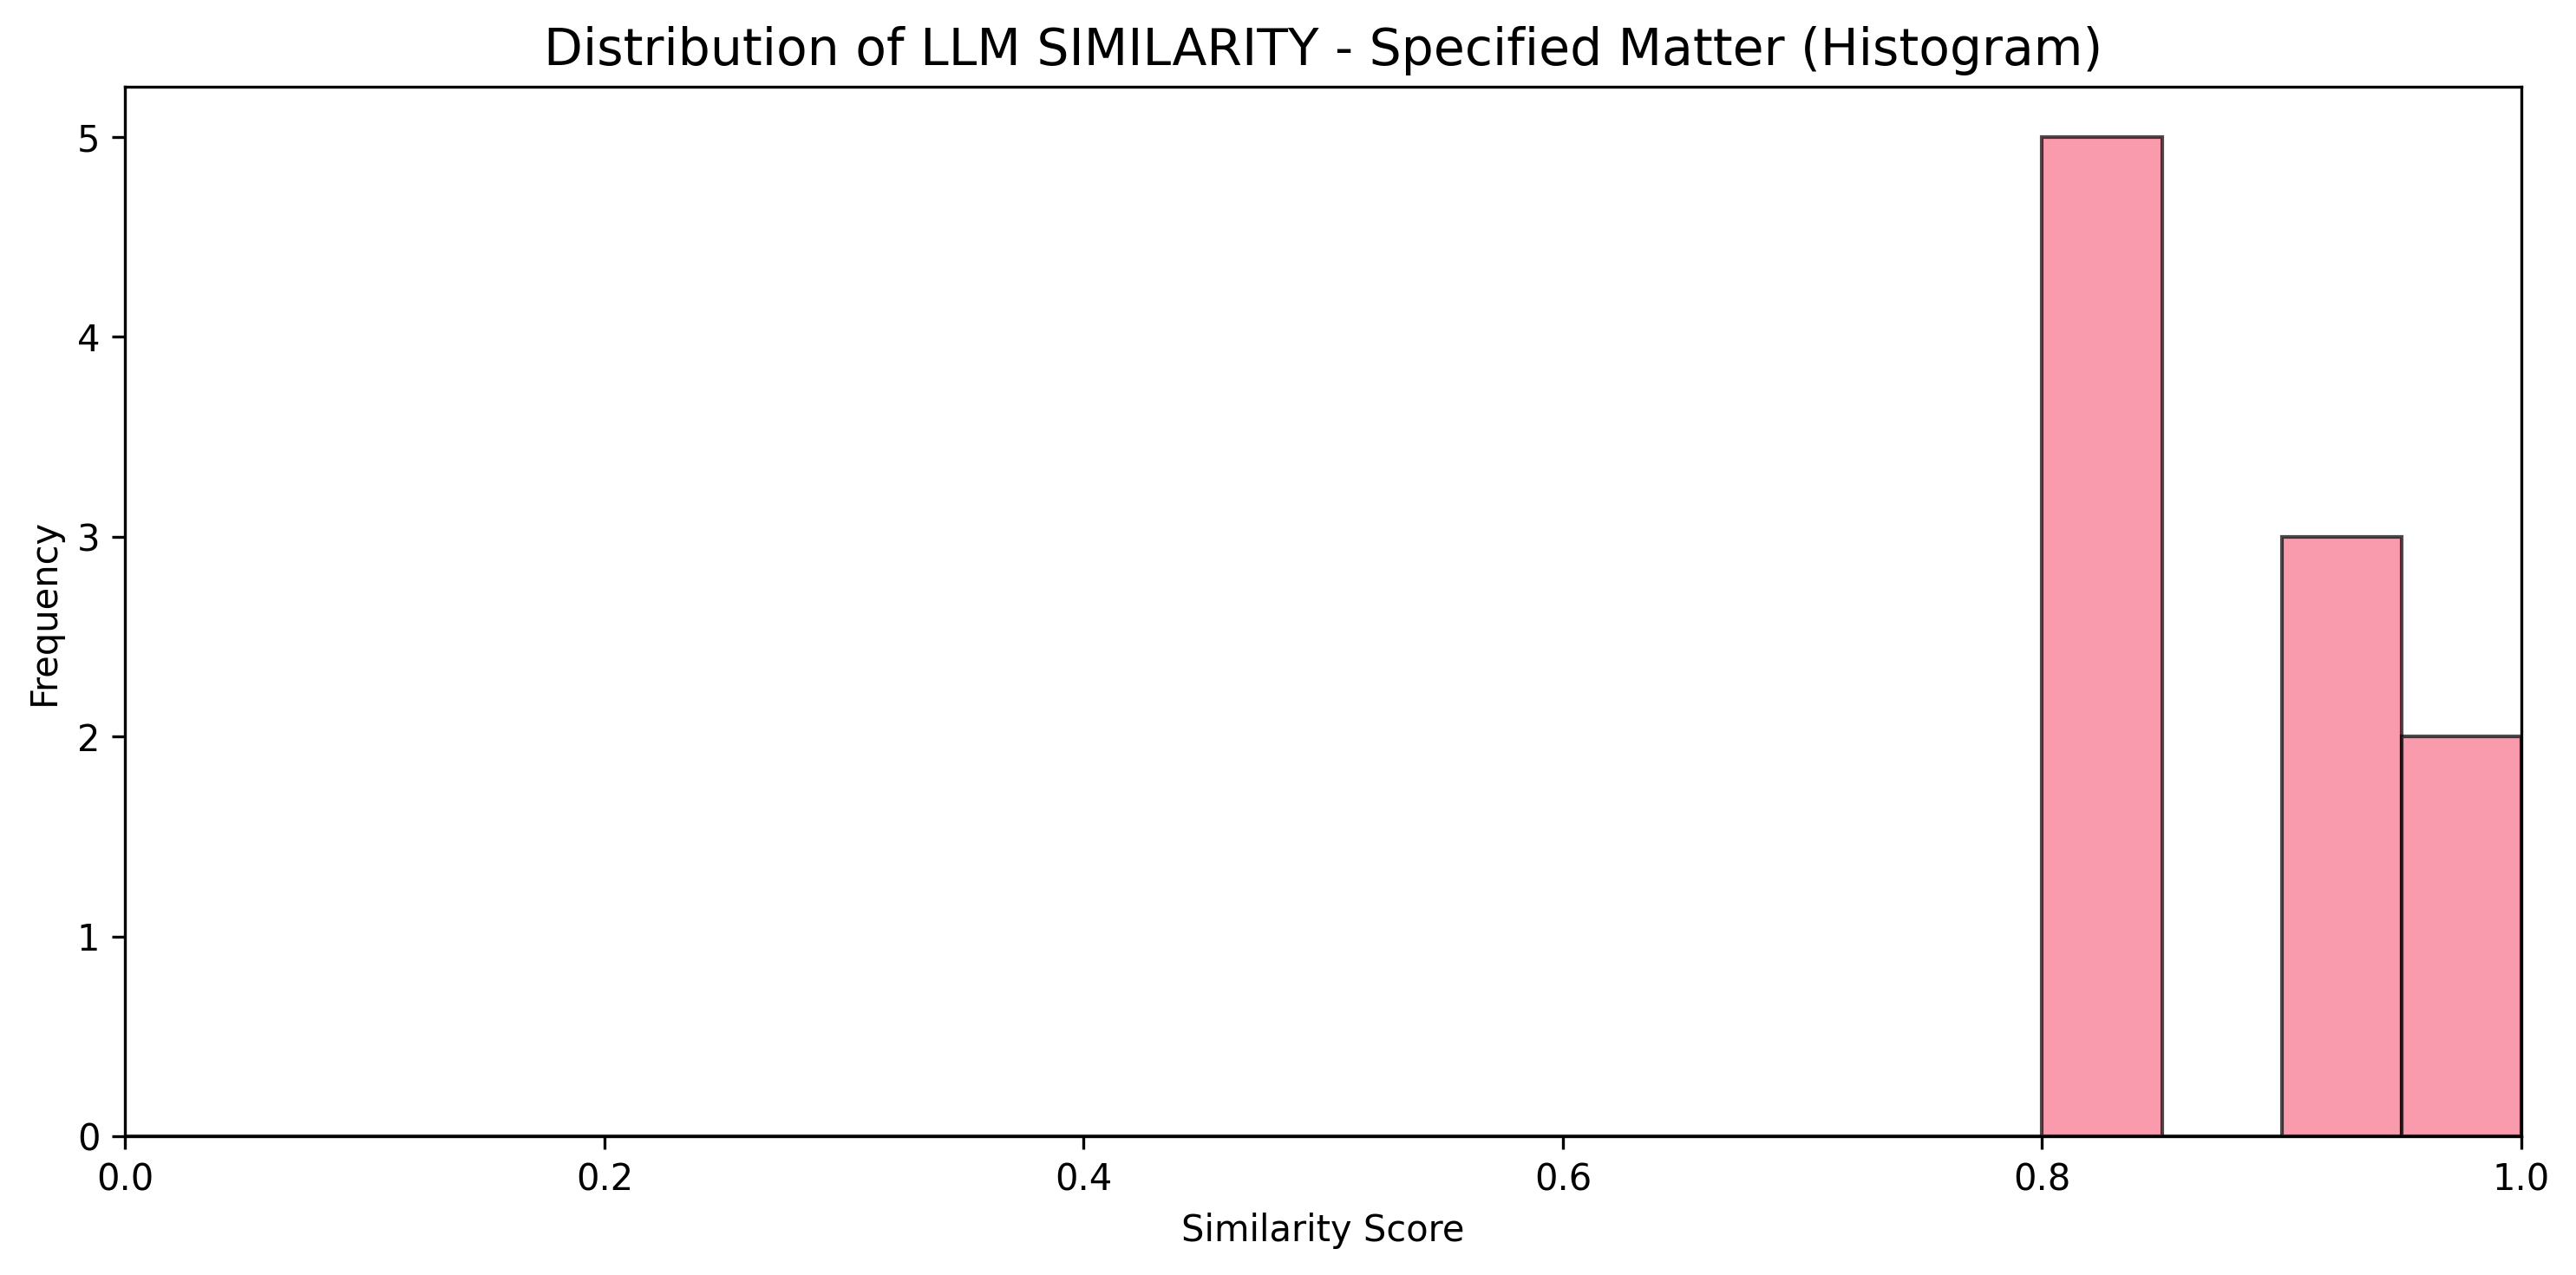 Distribution of LLM SIMILARITY - Specified Matter (Histogram)
5
4
3
2
1
0
Frequency
0.0 0.2 0.4 0.6 0.8 1.0
Similarity Score